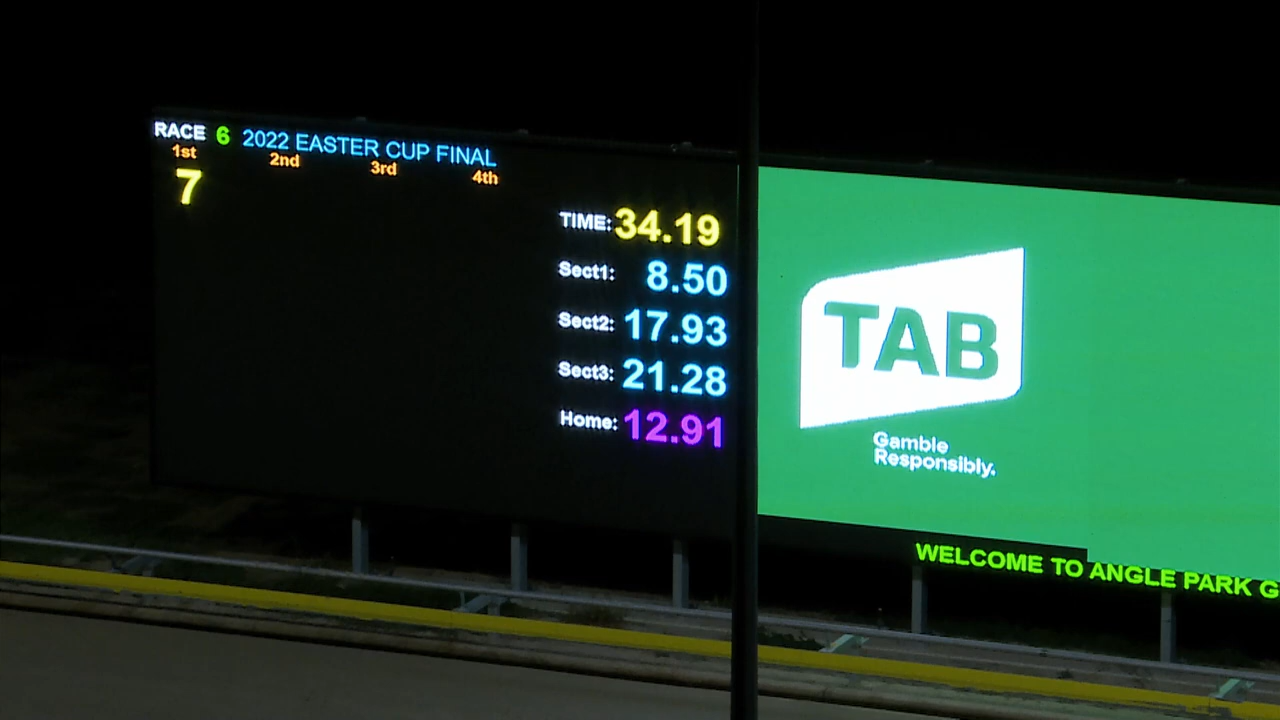 RACE 6 2022 EASTER CUP FINAL
1st 2nd 3rd 4th
7
TIME: 34.19
Sect1: 8.50
Sect2: 17.93
Sect3: 21.28
Home: 12.91
TAB
Gamble
Responsibly.
WELCOME TO ANGLE PARK G